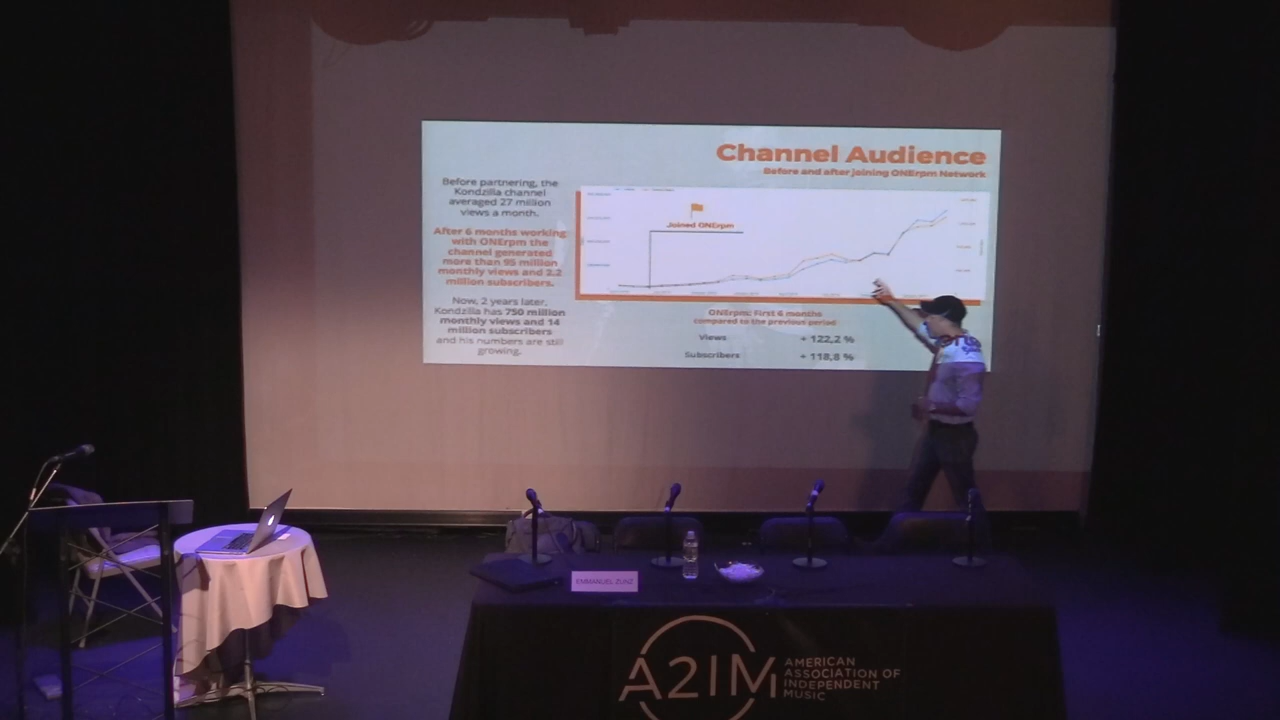 Channel Audience
Before and after joining ONErpm Network
Before partnering, the
Kondzilla channel
averaged 27 million
views a month.
After 6 months working
with ONErpm the
channel generated
more than 95 million
monthly views and 2.2
million subscribers.
Now, 2 years later,
Kondzilla has 750 million
monthly views and 14
million subscribers
and his numbers are still
growing.
Joined ONErpm
ONErpm: First 6 months
compared to the previous period
Views + 122,2 %
Subscribers + 118,8 %
EMMANUEL ZUNZ
A2IM
AMERICAN
ASSOCIATION OF
INDEPENDENT
MUSIC